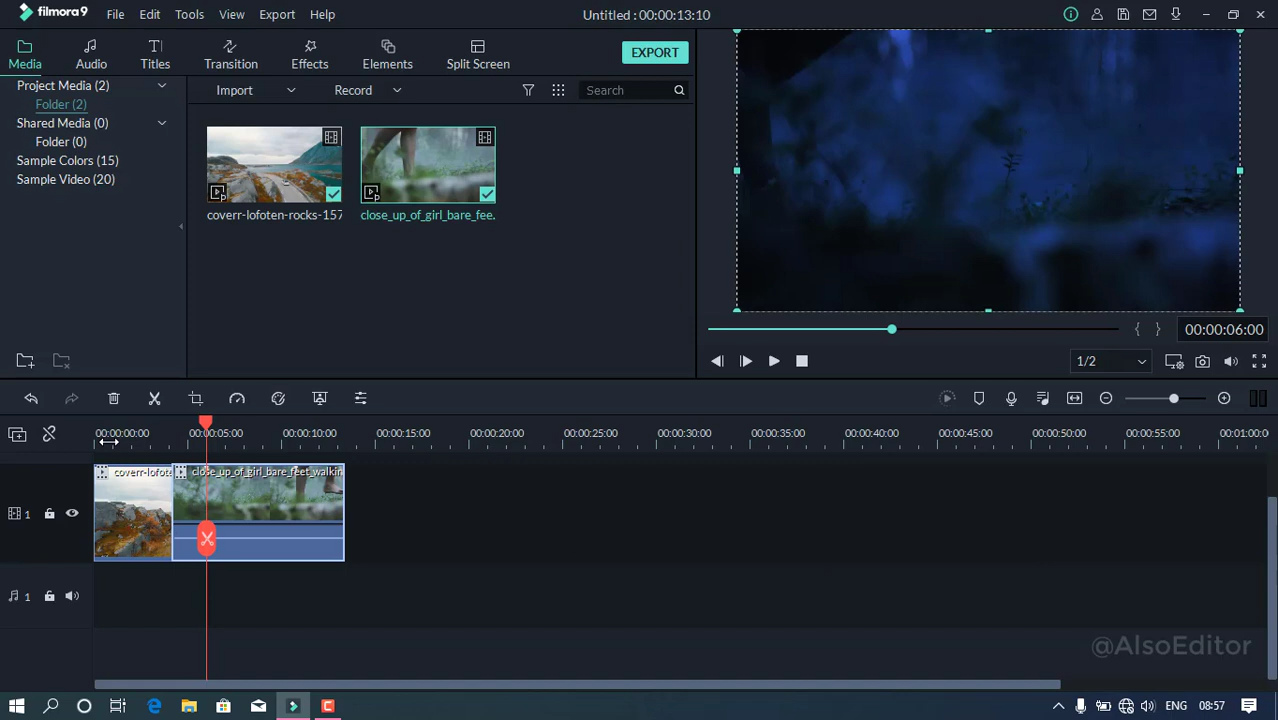 filmora9 File Edit Tools View Export Help Untitled : 00:00:13:10
Media Audio Titles Transition Effects Elements Split Screen EXPORT
Project Media (2)
Folder (2)
Shared Media (0)
Folder (0)
Sample Colors (15)
Sample Video (20)
Import Record Search
coverr-lofoten-rocks-157
close_up_of_girl_bare_fee.
00:00:06:00
1/2
00:00:00:00 00:00:05:00 00:00:10:00 00:00:15:00 00:00:20:00 00:00:25:00 00:00:30:00 00:00:35:00 00:00:40:00 00:00:45:00 00:00:50:00 00:00:55:00 00:01:00:0
coverr-lofote close_up_of_girl_bare_feet_walkin
1
1
@AlsoEditor
ENG 08:57